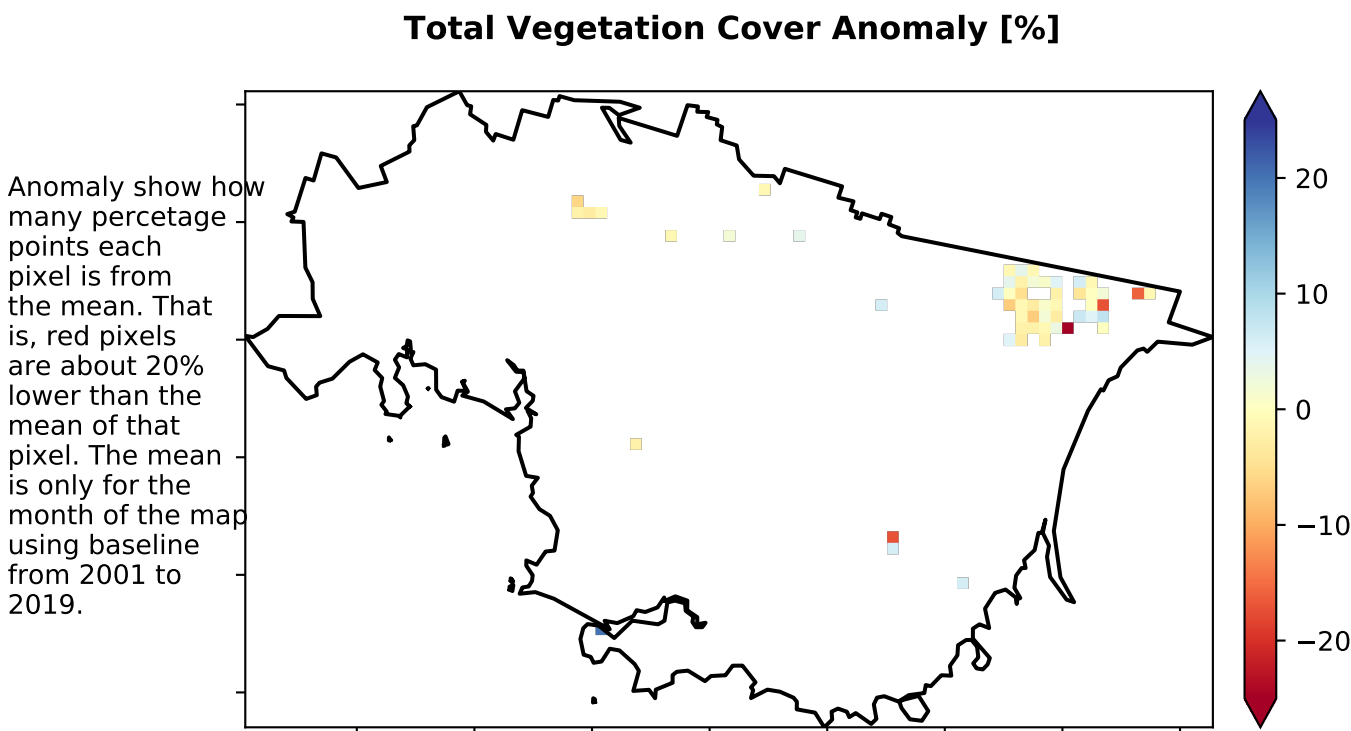 Total Vegetation Cover Anomaly [%]
Anomaly show how
many percetage
points each
pixel is from
the mean. That
is, red pixels
are about 20%
lower than the
mean of that
pixel. The mean
is only for the
month of the map
using baseline
from 2001 to
2019.
20
10
0
−10
−20